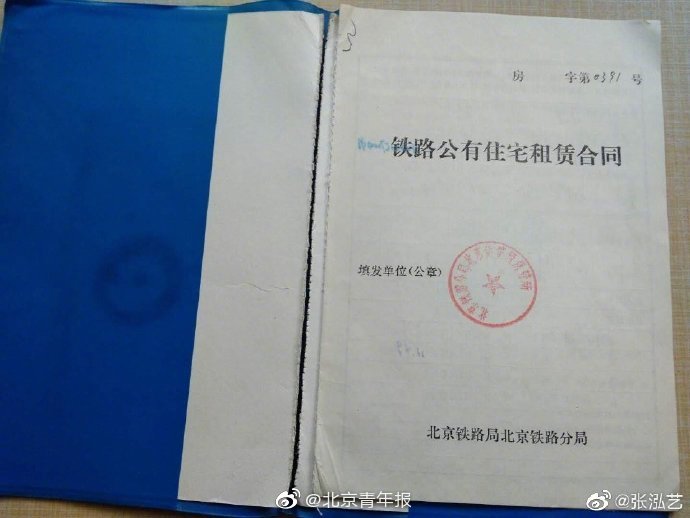 房 字第0391号
铁路公有住宅租赁合同
填发单位(公章)
北京铁路局北京铁路分局
@北京青年报
@张泓艺